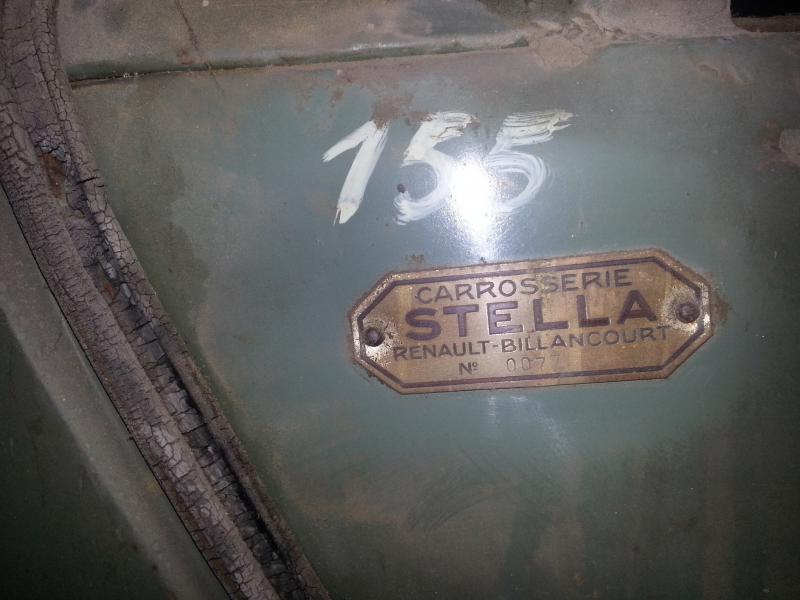 155
CARROSSERIE
STELLA
RENAULT-BILLANCOURT
Nº 007